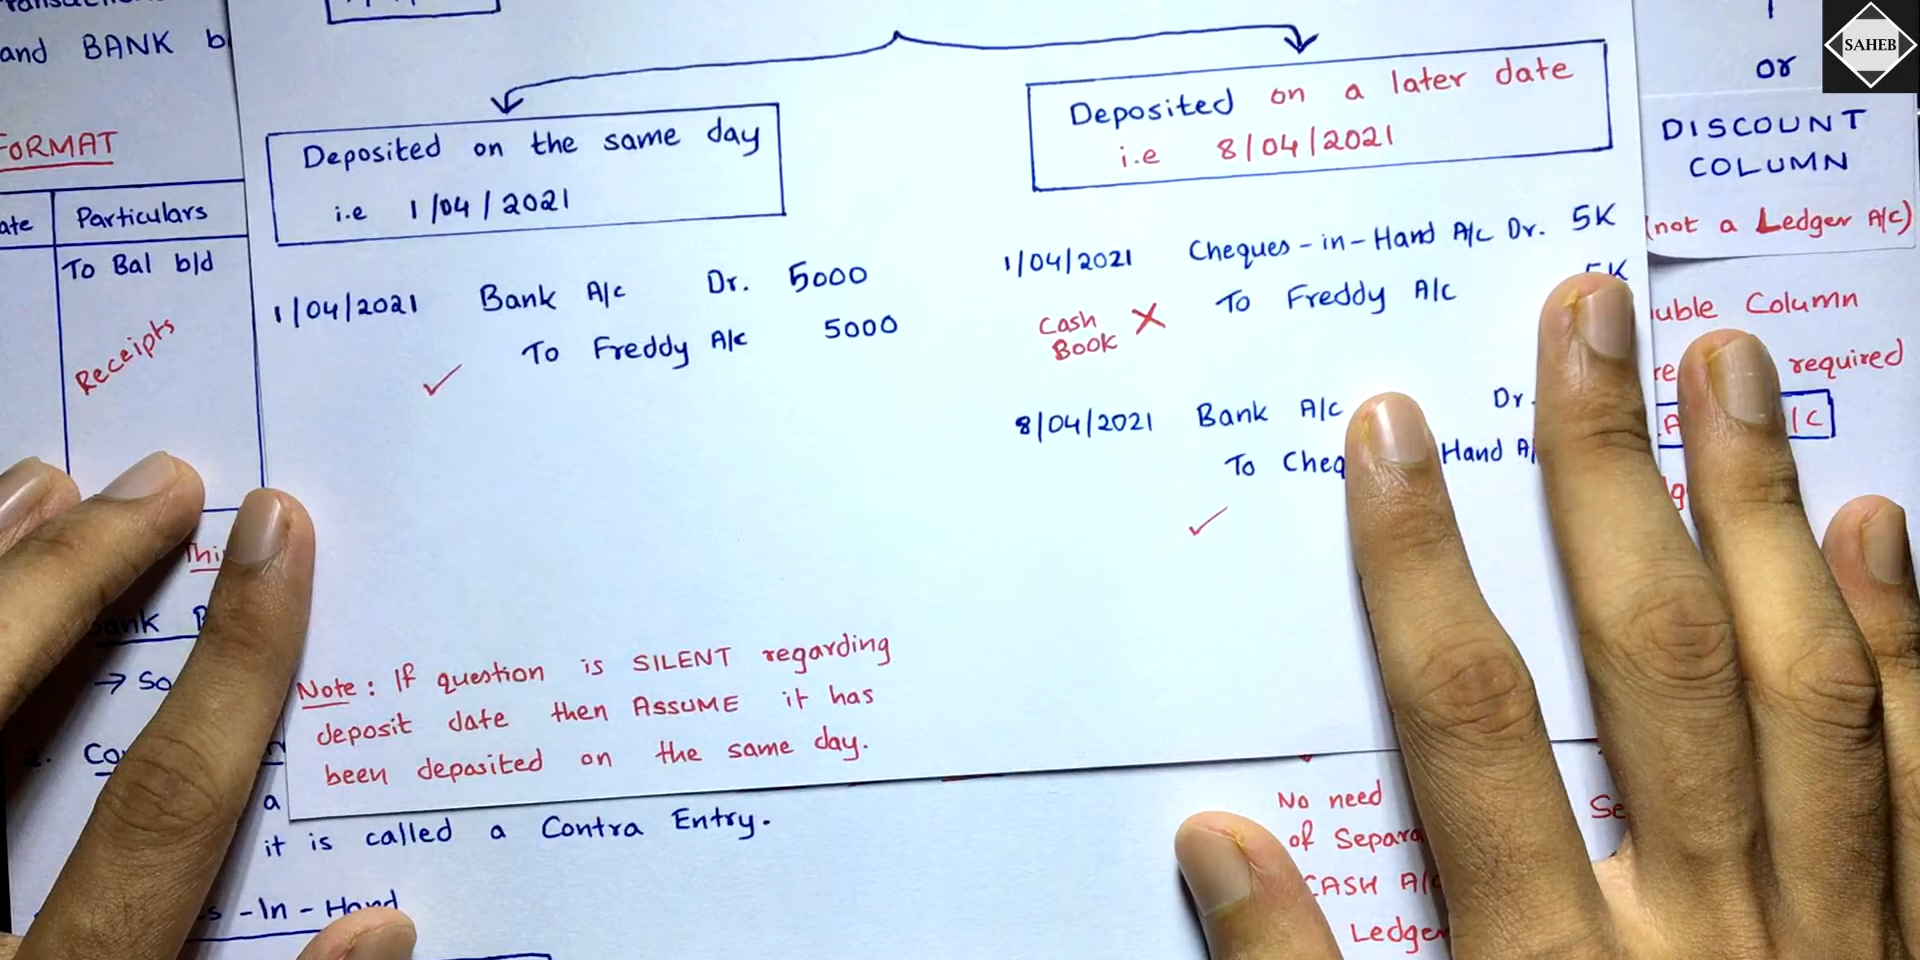 and BANK
FORMAT
Particulars
To Bal b/d
Receipts
Deposited on the same day
i.e 1/04/2021
1/04/2021 Bank A/c Dr. 5000
To Freddy A/c 5000
Note: If question is SILENT regarding
deposit date then ASSUME it has
been deposited on the same day.
Deposited on a later date
i.e 8/04/2021
1/04/2021 Cheques-in-Hand A/c Dr. 5K
To Freddy A/c 5K
Cash
Book
8/04/2021 Bank A/c Dr.
To Hand
a
it is called a Contra Entry.
-In-Hand
SAHEB
or
DISCOUNT
COLUMN
(not a Ledger A/c)
Column
required
No need
of
CASH